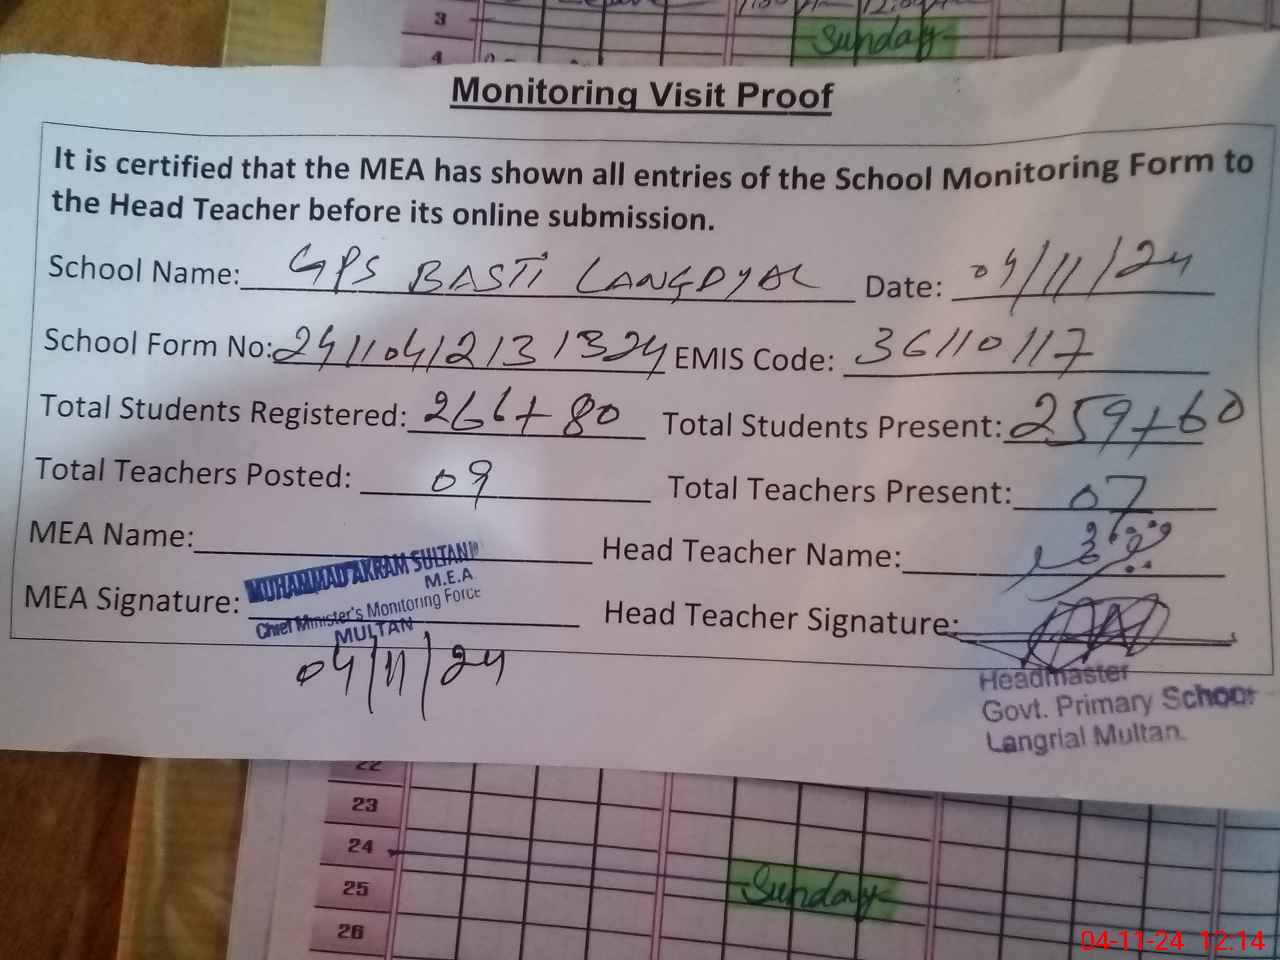 3
Sunday
4
Monitoring Visit Proof
It is certified that the MEA has shown all entries of the School Monitoring Form to
the Head Teacher before its online submission.
School Name: GPS BASTI LANGDYAL Date: 04/11/24
School Form No: 24110412131324 EMIS Code: 36110117
Total Students Registered: 266+80 Total Students Present: 259+60
Total Teachers Posted: 09 Total Teachers Present: 07
MEA Name: Head Teacher Name:
MUHAMMAD AKRAM SULTANI
M.E.A
MEA Signature: Head Teacher Signature:
Chief Minister's Monitoring Force
MULTAN
04/11/24
Headmaster
Govt. Primary School
Langrial Multan.
22
23
24
25
Sunday
26
04-11-24 12:14